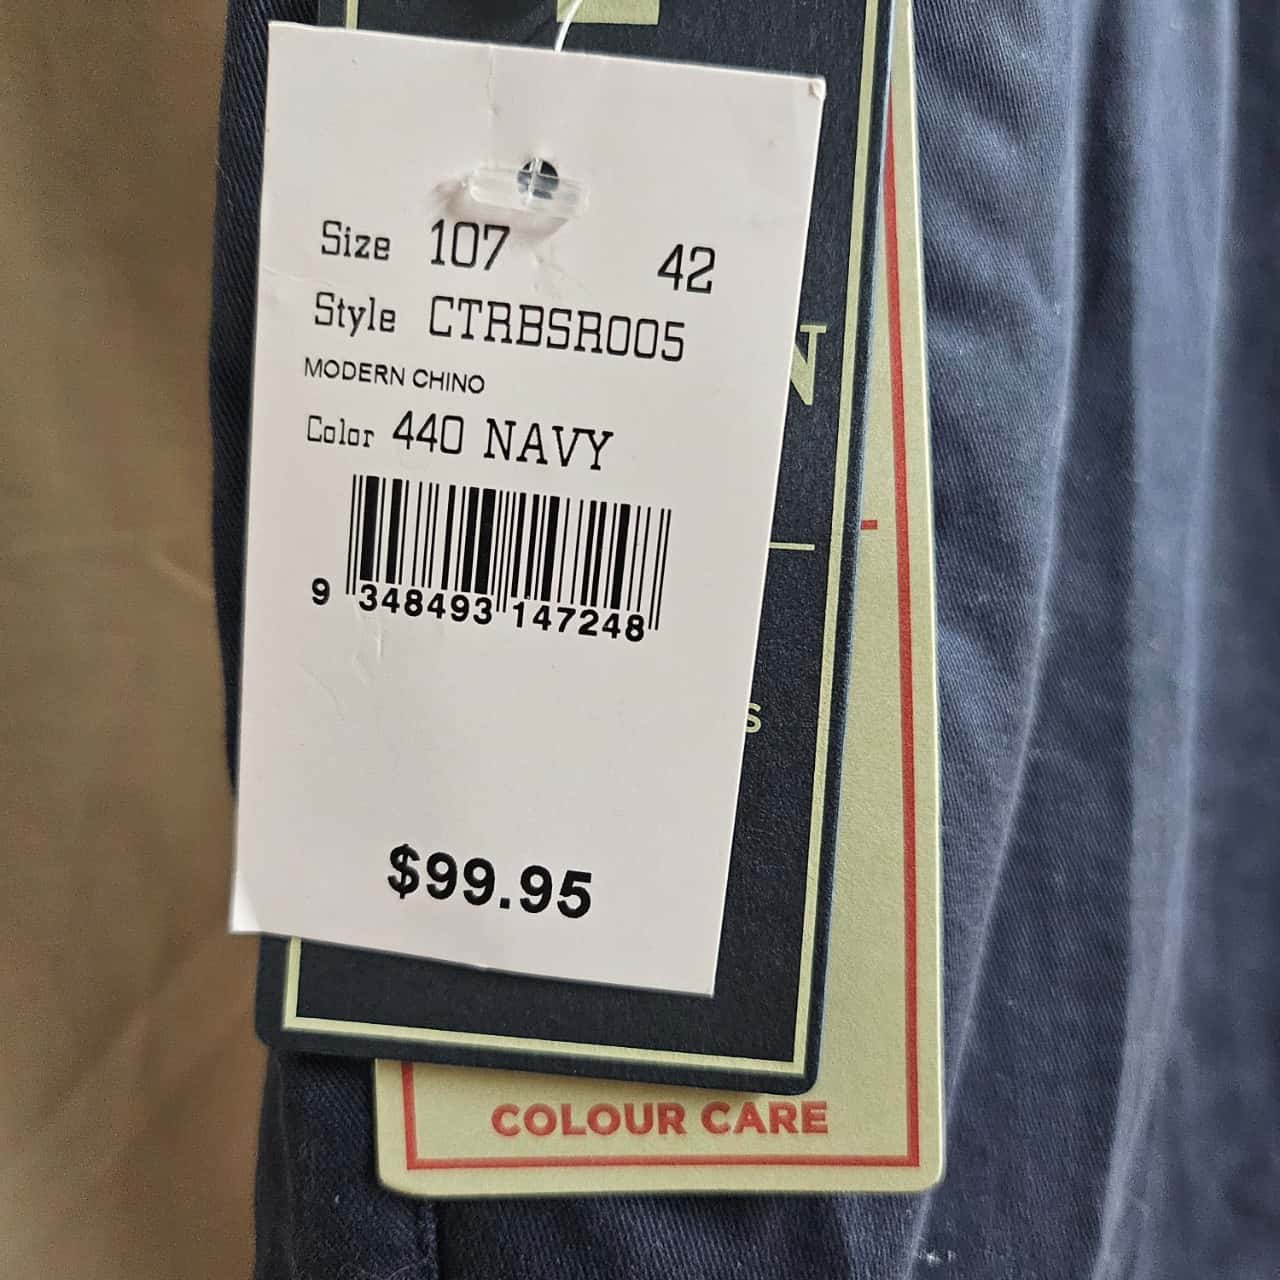 Size 107 42
Style CTRBSR005
MODERN CHINO
Color 440 NAVY
9 348493 147248
$99.95
N
S
COLOUR CARE